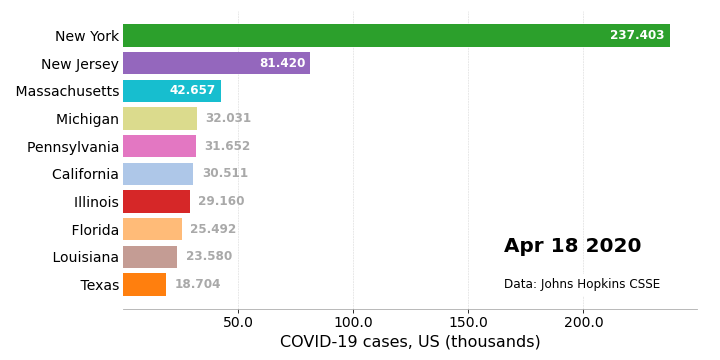 New York 237.403
New Jersey 81.420
Massachusetts 42.657
Michigan 32.031
Pennsylvania 31.652
California 30.511
Illinois 29.160
Florida 25.492
Louisiana 23.580
Texas 18.704
Apr 18 2020
Data: Johns Hopkins CSSE
50.0 100.0 150.0 200.0
COVID-19 cases, US (thousands)